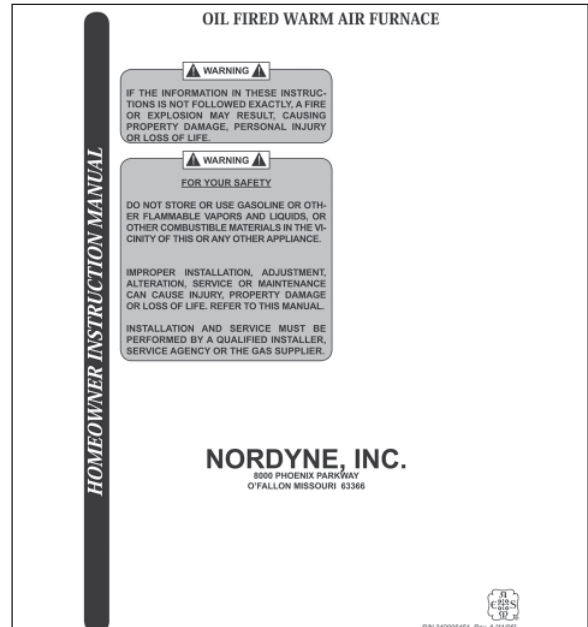 OIL FIRED WARM AIR FURNACE
HOMEOWNER INSTRUCTION MANUAL
WARNING
IF THE INFORMATION IN THESE INSTRUC-
TIONS IS NOT FOLLOWED EXACTLY, A FIRE
OR EXPLOSION MAY RESULT, CAUSING
PROPERTY DAMAGE, PERSONAL INJURY
OR LOSS OF LIFE.
WARNING
FOR YOUR SAFETY
DO NOT STORE OR USE GASOLINE OR OTH-
ER FLAMMABLE VAPORS AND LIQUIDS, OR
OTHER COMBUSTIBLE MATERIALS IN THE VI-
CINITY OF THIS OR ANY OTHER APPLIANCE.
IMPROPER INSTALLATION, ADJUSTMENT,
ALTERATION, SERVICE OR MAINTENANCE
CAN CAUSE INJURY, PROPERTY DAMAGE
OR LOSS OF LIFE. REFER TO THIS MANUAL.
INSTALLATION AND SERVICE MUST BE
PERFORMED BY A QUALIFIED INSTALLER,
SERVICE AGENCY OR THE GAS SUPPLIER.
NORDYNE, INC.
8000 PHOENIX PARKWAY
O'FALLON MISSOURI 63366